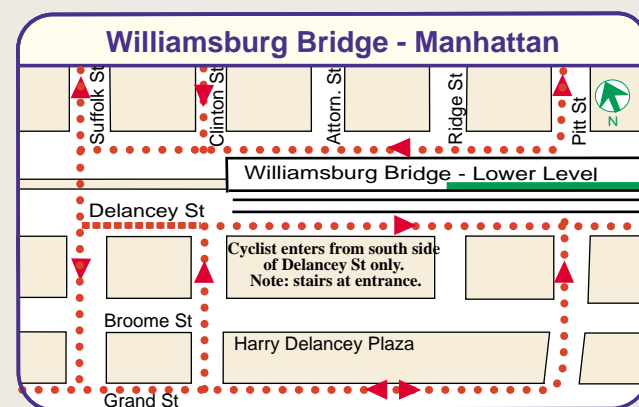 Williamsburg Bridge - Manhattan
Suffolk St
Clinton St
Attorn. St
Ridge St
Pitt St
N
Williamsburg Bridge - Lower Level
Delancey St
Cyclist enters from south side
of Delancey St only.
Note: stairs at entrance.
Broome St
Harry Delancey Plaza
Grand St